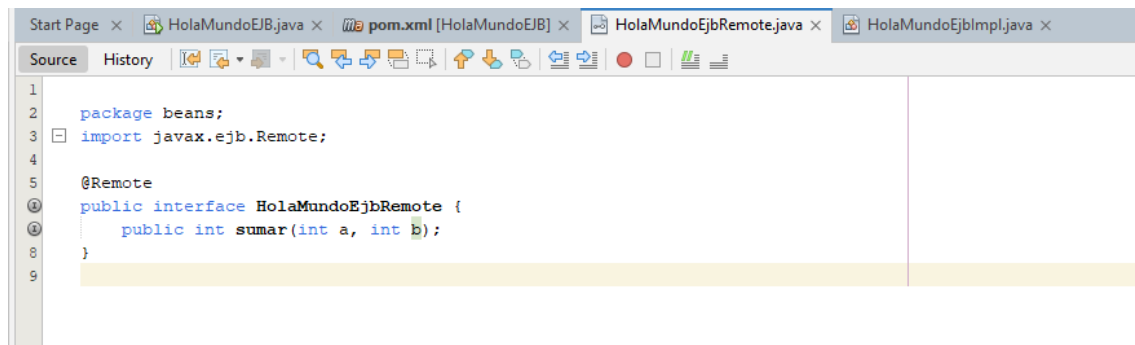 Start Page HolaMundoEJB.java pom.xml [HolaMundoEJB] HolaMundoEjbRemote.java HolaMundoEjbImpl.java
Source History
1
2 package beans;
3 import javax.ejb.Remote;
4
5 @Remote
public interface HolaMundoEjbRemote {
public int sumar(int a, int b);
8 }
9